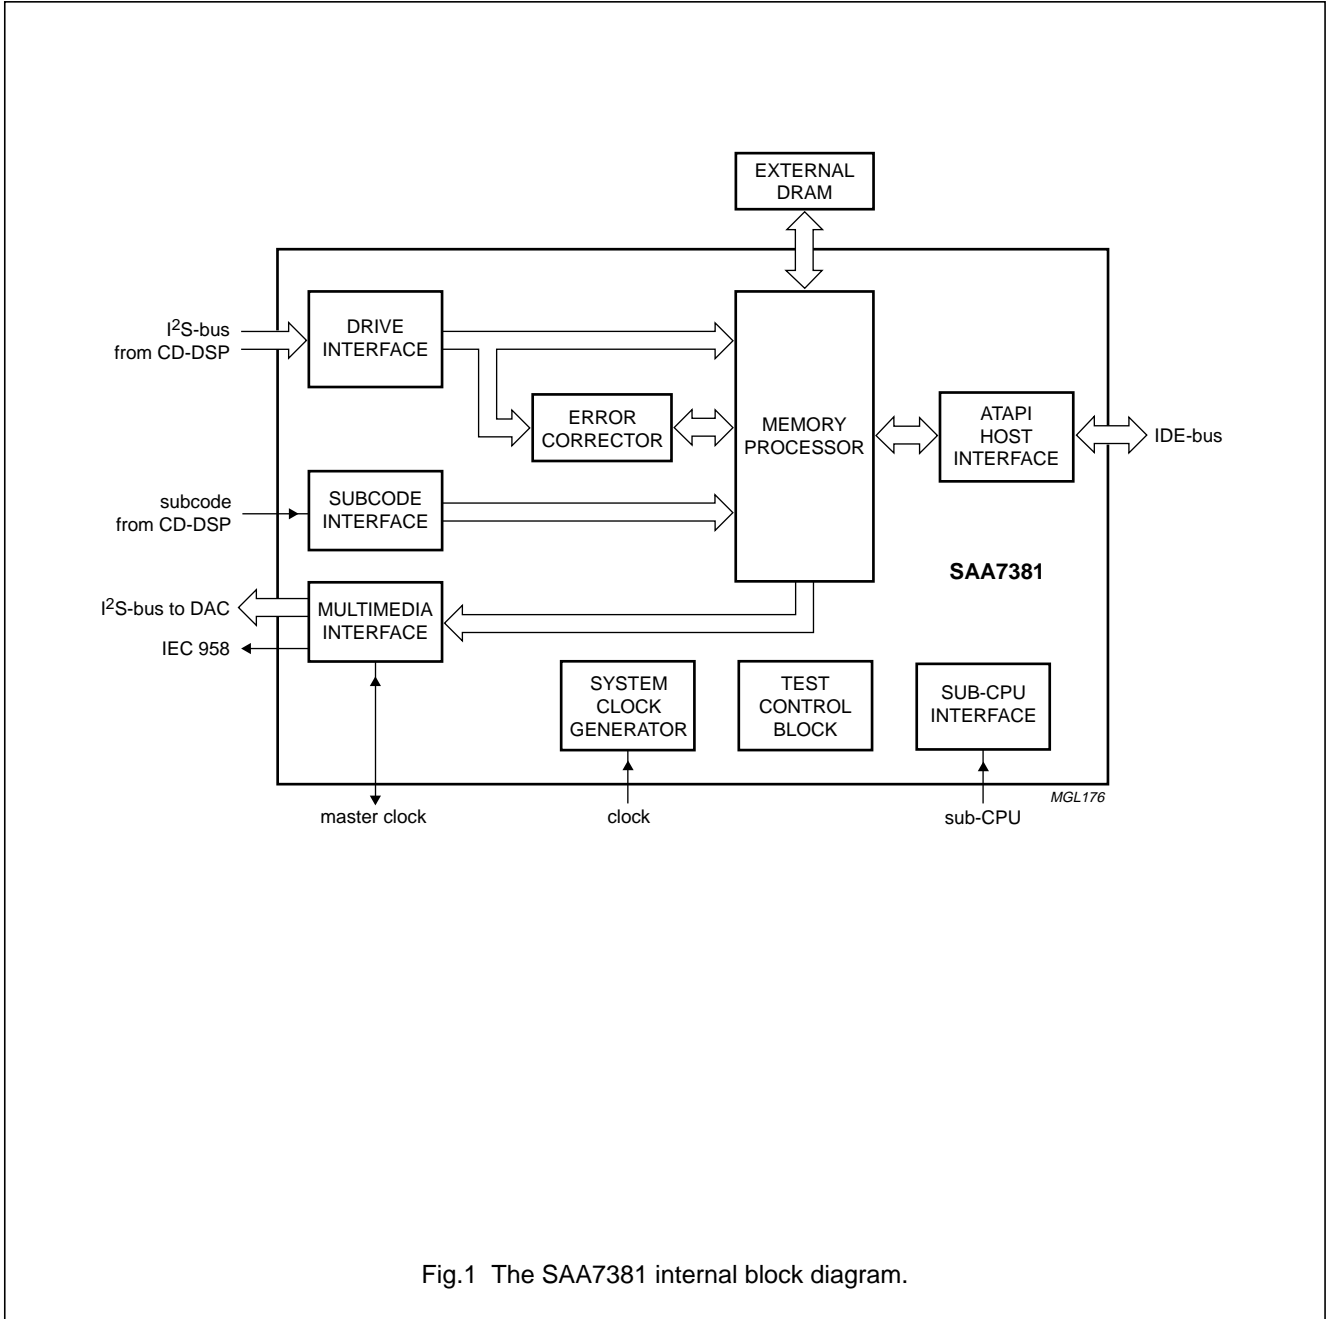 EXTERNAL
DRAM
I2S-bus
from CD-DSP
DRIVE
INTERFACE
ERROR
CORRECTOR
MEMORY
PROCESSOR
ATAPI
HOST
INTERFACE
IDE-bus
subcode
from CD-DSP
SUBCODE
INTERFACE
SAA7381
I2S-bus to DAC
IEC 958
MULTIMEDIA
INTERFACE
SYSTEM
CLOCK
GENERATOR
TEST
CONTROL
BLOCK
SUB-CPU
INTERFACE
MGL176
master clock
clock
sub-CPU
Fig.1 The SAA7381 internal block diagram.